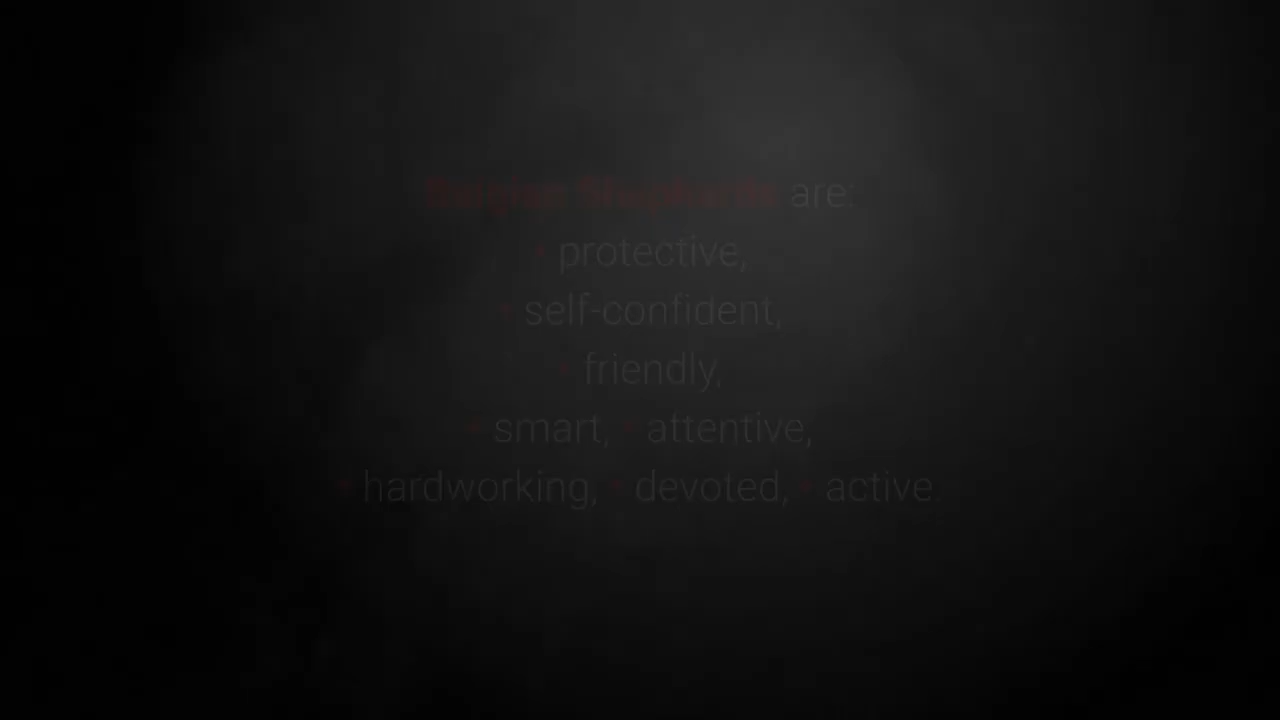 Belgian Shepherds are:
• protective,
• self-confident,
• friendly,
• smart, • attentive,
• hardworking, • devoted, • active.